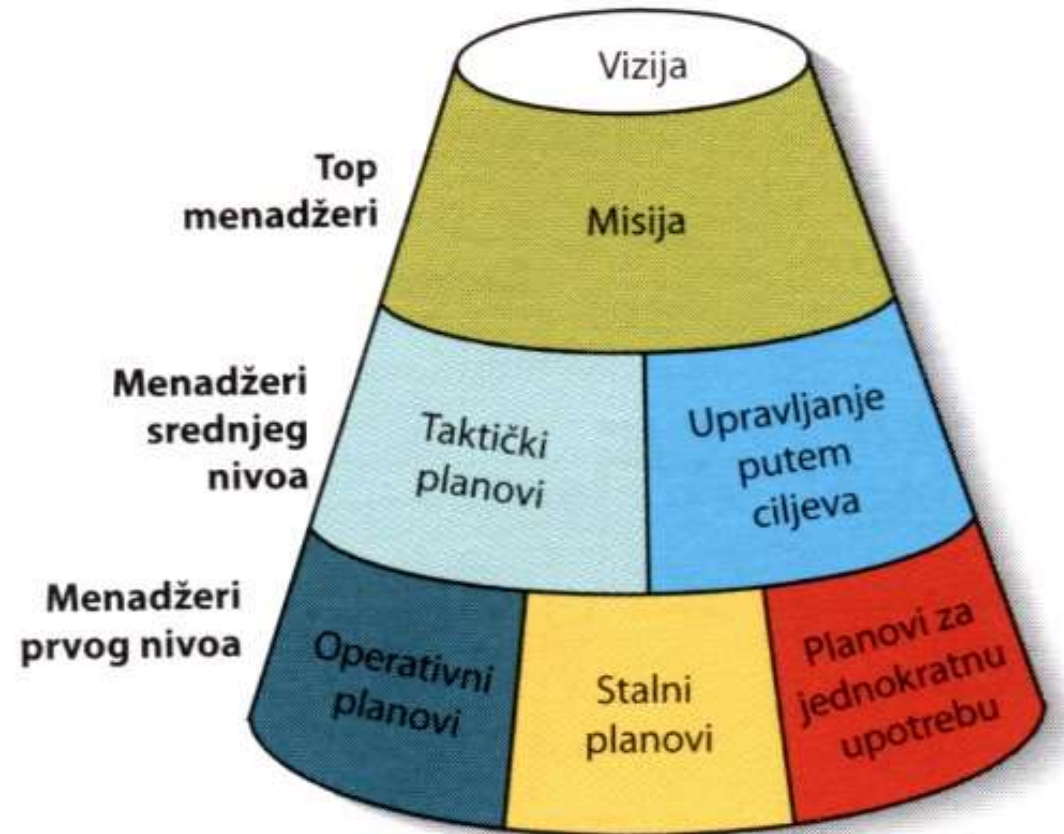 Vizija
Top
menadžeri
Misija
Menadžeri
srednjeg
nivoa
Taktički
planovi
Upravljanje
putem
ciljeva
Menadžeri
prvog nivoa
Operativni
planovi
Stalni
planovi
Planovi za
jednokratnu
upotrebu